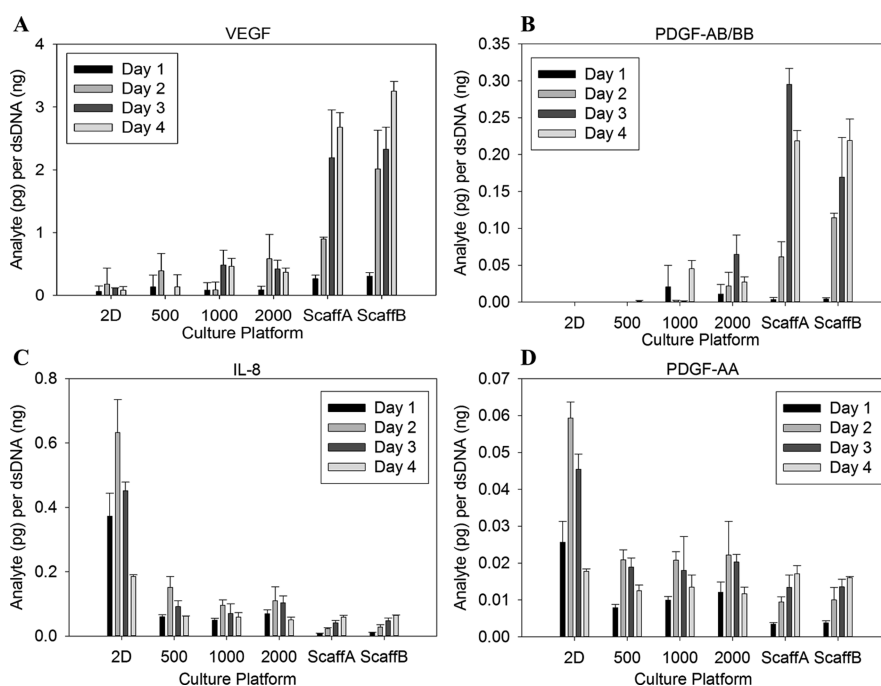 A
VEGF
Analyte (pg) per dsDNA (ng)
4
3
2
1
0
Day 1
Day 2
Day 3
Day 4
2D 500 1000 2000 ScaffA ScaffB
Culture Platform
B
PDGF-AB/BB
Analyte (pg) per dsDNA (ng)
0.35
0.30
0.25
0.20
0.15
0.10
0.05
0.00
Day 1
Day 2
Day 3
Day 4
2D 500 1000 2000 ScaffA ScaffB
Culture Platform
C
IL-8
Analyte (pg) per dsDNA (ng)
0.8
0.6
0.4
0.2
0.0
Day 1
Day 2
Day 3
Day 4
2D 500 1000 2000 ScaffA ScaffB
Culture Platform
D
PDGF-AA
Analyte (pg) per dsDNA (ng)
0.07
0.06
0.05
0.04
0.03
0.02
0.01
0.00
Day 1
Day 2
Day 3
Day 4
2D 500 1000 2000 ScaffA ScaffB
Culture Platform